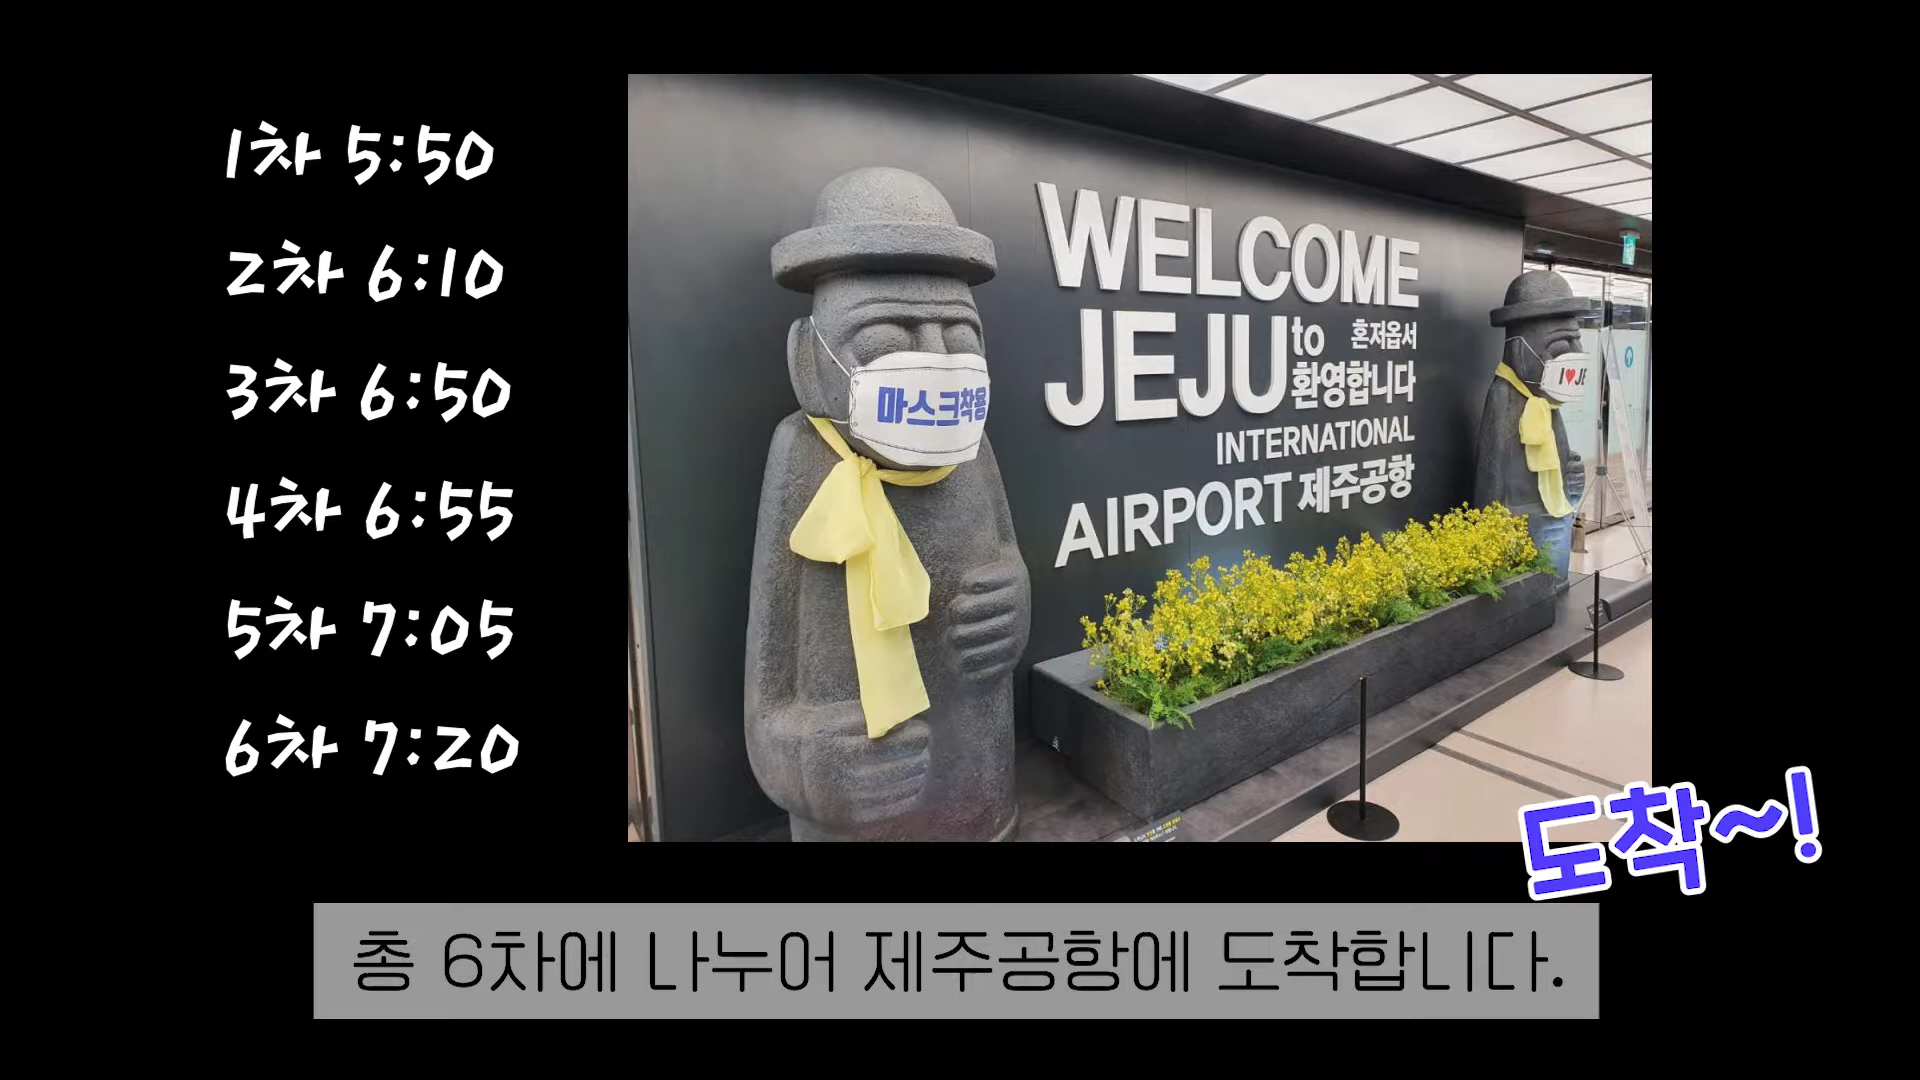 1차 5:50
2차 6:10
3차 6:50
4차 6:55
5차 7:05
6차 7:20
WELCOME
to 혼저옵서
JEJU 환영합니다
INTERNATIONAL
AIRPORT 제주공항
마스크착용
I♥JE
도착~!
총 6차에 나누어 제주공항에 도착합니다.